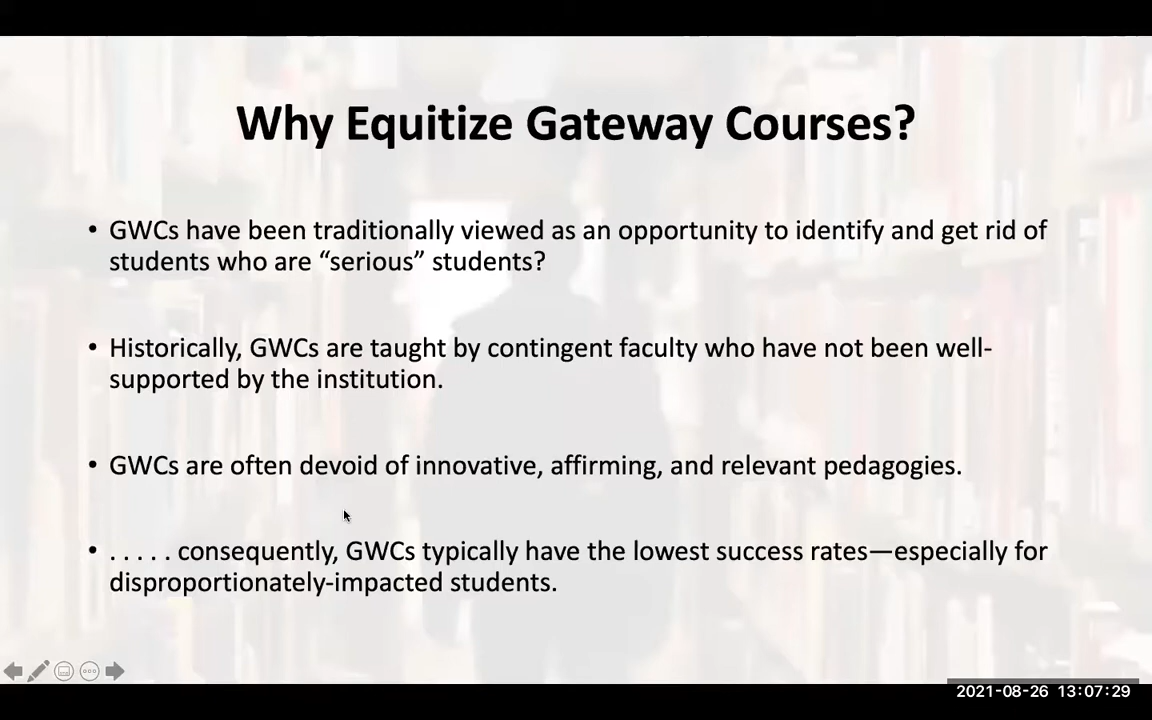 Why Equitize Gateway Courses?
• GWCs have been traditionally viewed as an opportunity to identify and get rid of
students who are “serious” students?
• Historically, GWCs are taught by contingent faculty who have not been well-
supported by the institution.
• GWCs are often devoid of innovative, affirming, and relevant pedagogies.
• . . . . . consequently, GWCs typically have the lowest success rates—especially for
disproportionately-impacted students.
2021-08-26 13:07:29